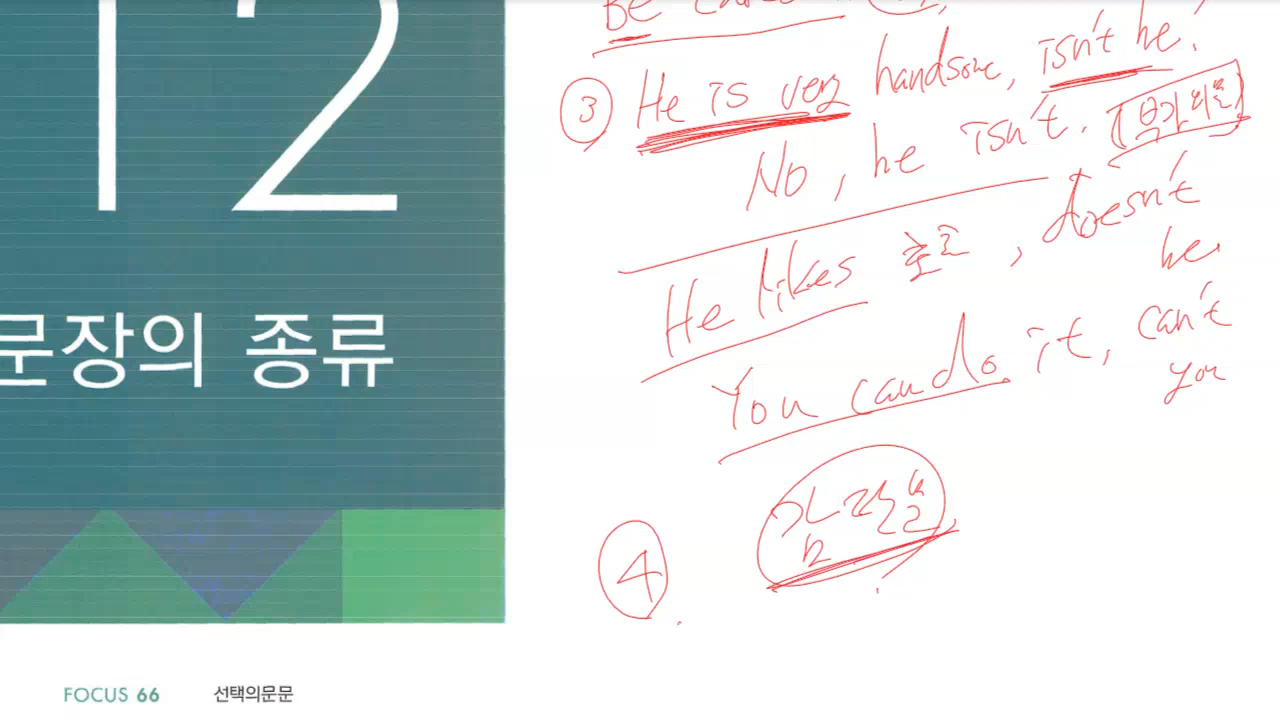 12
문장의 종류
FOCUS 66 선택의문문
Be
③ He is very handsome, isn't he?
No, he isn't. (부가의문)
He likes 초코, doesn't
he
You can do it, can't
you
④ 감탄문